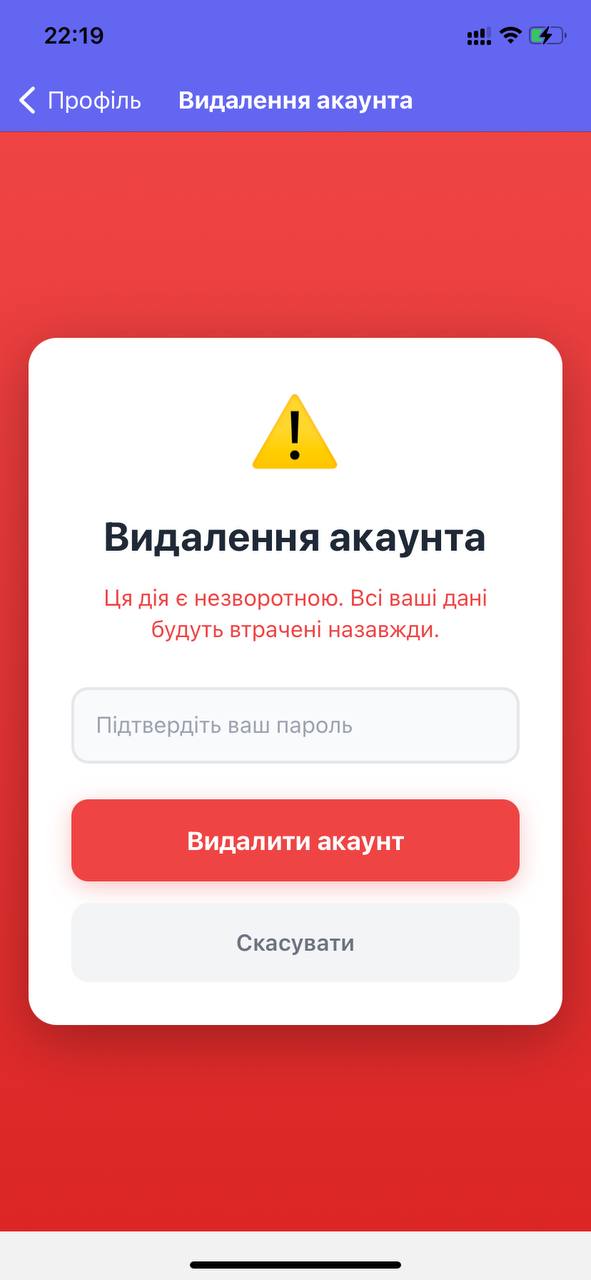 22:19
Профіль
Видалення акаунта
Видалення акаунта
Ця дія є незворотною. Всі ваші дані
будуть втрачені назавжди.
Підтвердіть ваш пароль
Видалити акаунт
Скасувати